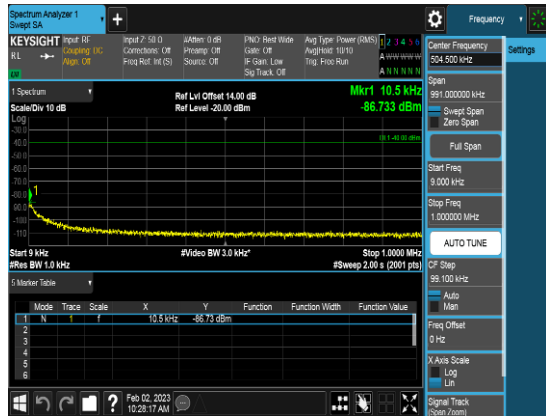 Spectrum Analyzer 1
Swept SA
+
Frequency
KEYSIGHT
RL
Input: RF
Coupling: DC
Align: Off
Input Z: 50 Ω
Corrections: Off
Freq Ref: Int (S)
#Atten: 0 dB
Preamp: Off
Source: Off
PNO: Best Wide
Gate: Off
IF Gain: Low
Sig Track: Off
Avg Type: Power (RMS)
Avg|Hold: 10/10
Trig: Free Run
1 2 3 4 5 6
A W W W W W
A N N N N N
1 Spectrum
Scale/Div 10 dB
Ref Lvl Offset 14.00 dB
Ref Level -20.00 dBm
Mkr1 10.5 kHz
-86.733 dBm
Log
-30.0
-40.0
-50.0
-60.0
-70.0
-80.0
-90.0
-100
-110
DL1 -40.00 dBm
1
Start 9 kHz
#Res BW 1.0 kHz
#Video BW 3.0 kHz*
Stop 1.0000 MHz
#Sweep 2.00 s (2001 pts)
5 Marker Table
Mode Trace Scale X Y Function Function Width Function Value
1 N 1 f 10.5 kHz -86.73 dBm
2
3
4
5
6
Feb 02, 2023
10:28:17 AM
Center Frequency
504.500 kHz
Settings
Span
991.000000 kHz
Swept Span
Zero Span
Full Span
Start Freq
9.000 kHz
Stop Freq
1.000000 MHz
AUTO TUNE
CF Step
99.100 kHz
Auto
Man
Freq Offset
0 Hz
X Axis Scale
Log
Lin
Signal Track
(Span Zoom)